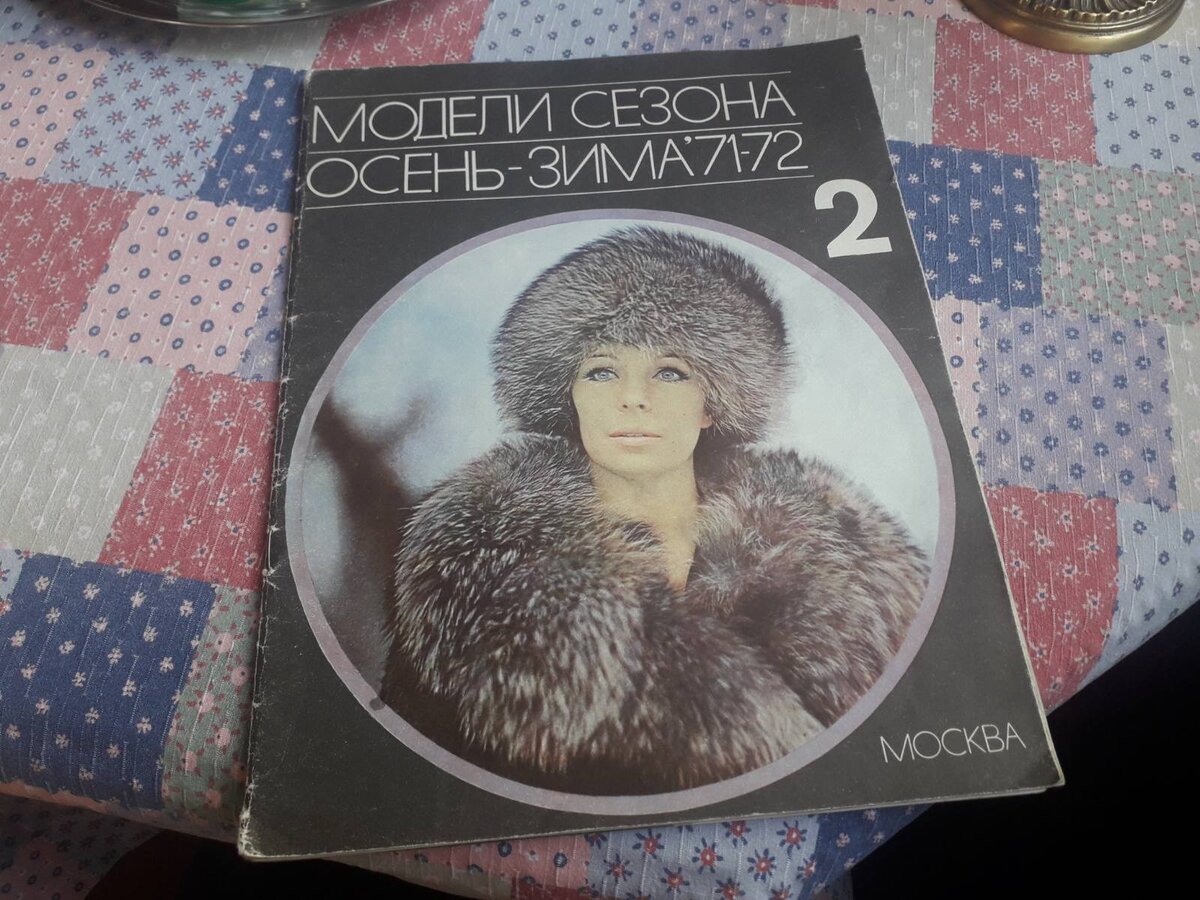 МОДЕЛИ СЕЗОНА
ОСЕНЬ-ЗИМА'71-72
2
МОСКВА